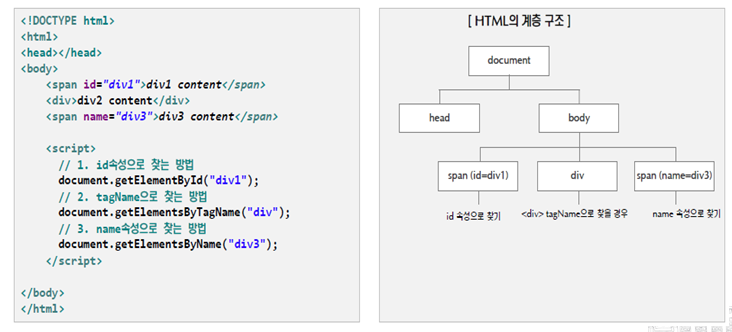 <!DOCTYPE html>
<html>
<head></head>
<body>
<span id="div1">div1 content</span>
<div>div2 content</div>
<span name="div3">div3 content</span>
<script>
// 1. id속성으로 찾는 방법
document.getElementById("div1");
// 2. tagName으로 찾는 방법
document.getElementsByTagName("div");
// 3. name속성으로 찾는 방법
document.getElementsByName("div3");
</script>
</body>
</html>
[ HTML의 계층 구조 ]
document
head
body
span (id=div1)
div
span (name=div3)
id 속성으로 찾기
<div> tagName으로 찾을 경우
name 속성으로 찾기